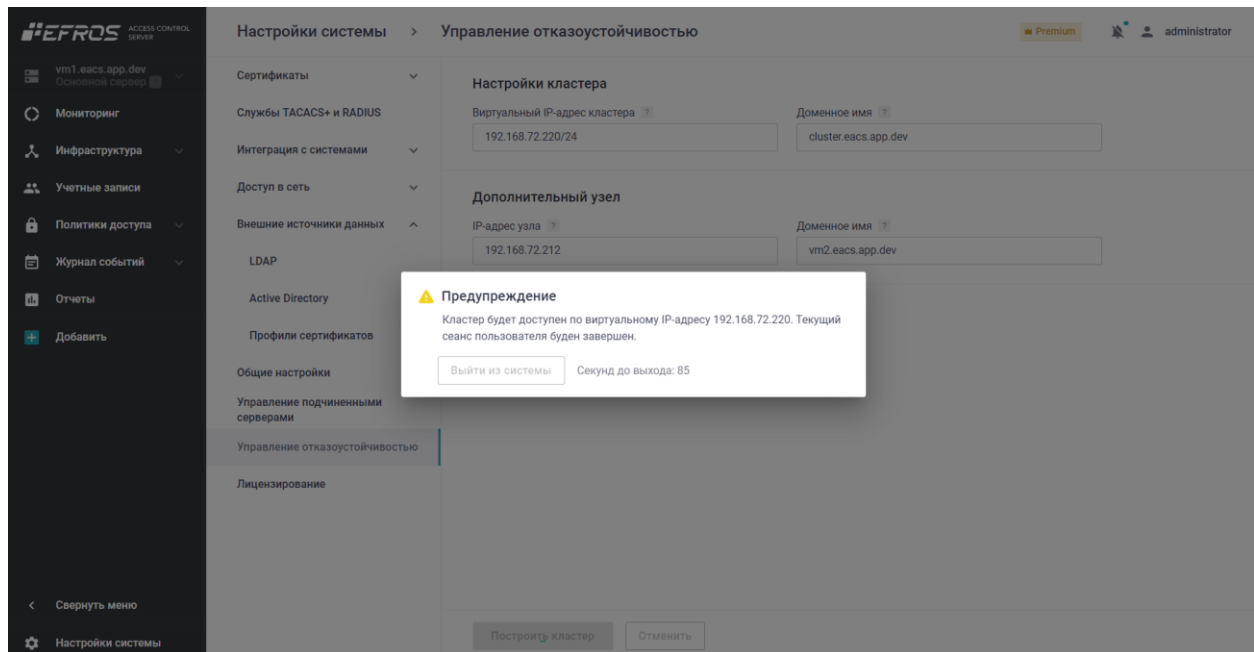 EFROS ACCESS CONTROL SERVER
Настройки системы > Управление отказоустойчивостью
Premium
administrator
vm1.eacs.app.dev
Основной сервер
Мониторинг
Инфраструктура
Учетные записи
Политики доступа
Журнал событий
Отчеты
Добавить
Свернуть меню
Настройки системы
Сертификаты
Службы TACACS+ и RADIUS
Интеграция с системами
Доступ в сеть
Внешние источники данных
LDAP
Active Directory
Профили сертификатов
Общие настройки
Управление подчиненными
серверами
Управление отказоустойчивостью
Лицензирование
Настройки кластера
Виртуальный IP-адрес кластера ? Доменное имя ?
192.168.72.220/24 cluster.eacs.app.dev
Дополнительный узел
IP-адрес узла ? Доменное имя ?
192.168.72.212 vm2.eacs.app.dev
Предупреждение
Кластер будет доступен по виртуальному IP-адресу 192.168.72.220. Текущий
сеанс пользователя буден завершен.
Выйти из системы Секунд до выхода: 85
Построить кластер Отменить